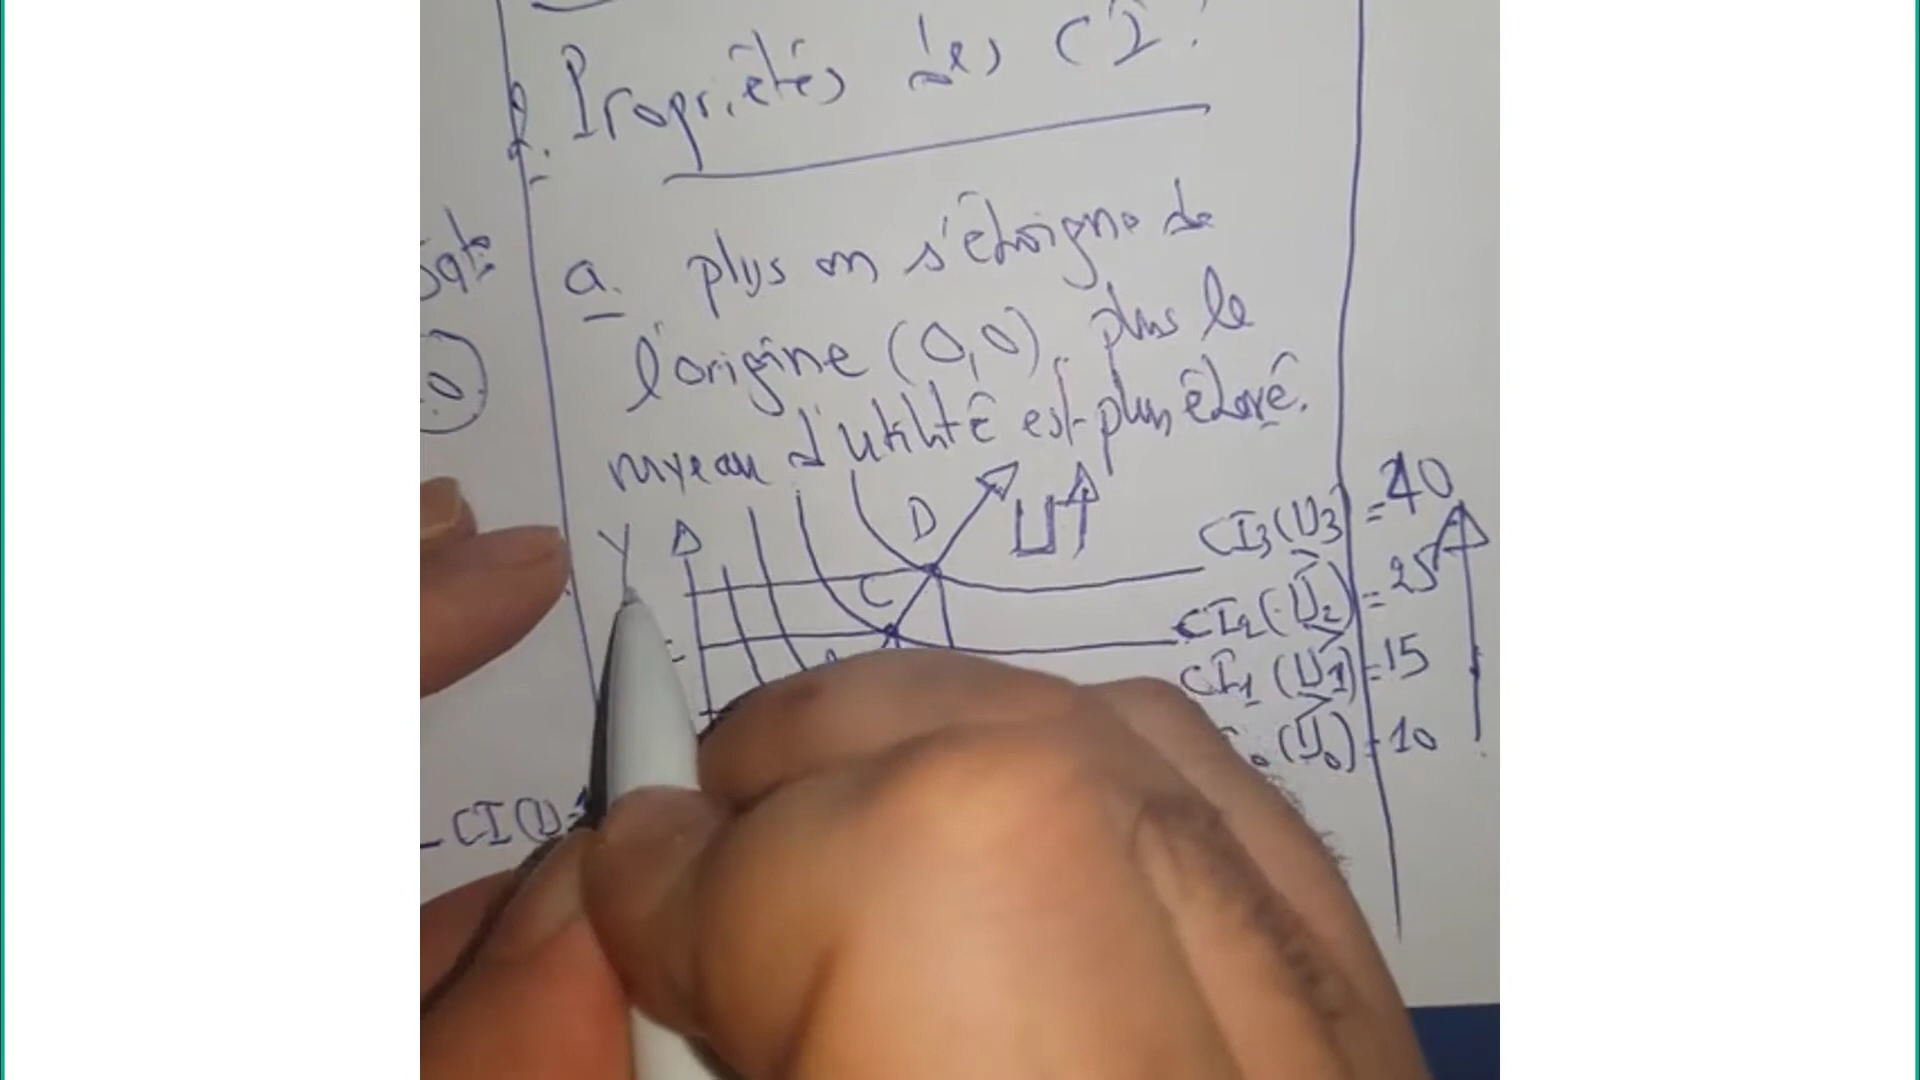 2. Propriétés des CI:
a. plus on s'éloigne de
l'origine (0,0), plus le
niveau d'utilité est plus élevé.
Y
D
U
C
CI3(U3) = 40
CI2(U2) = 25
CI1(U1) = 15
(U0) = 10
CI(U